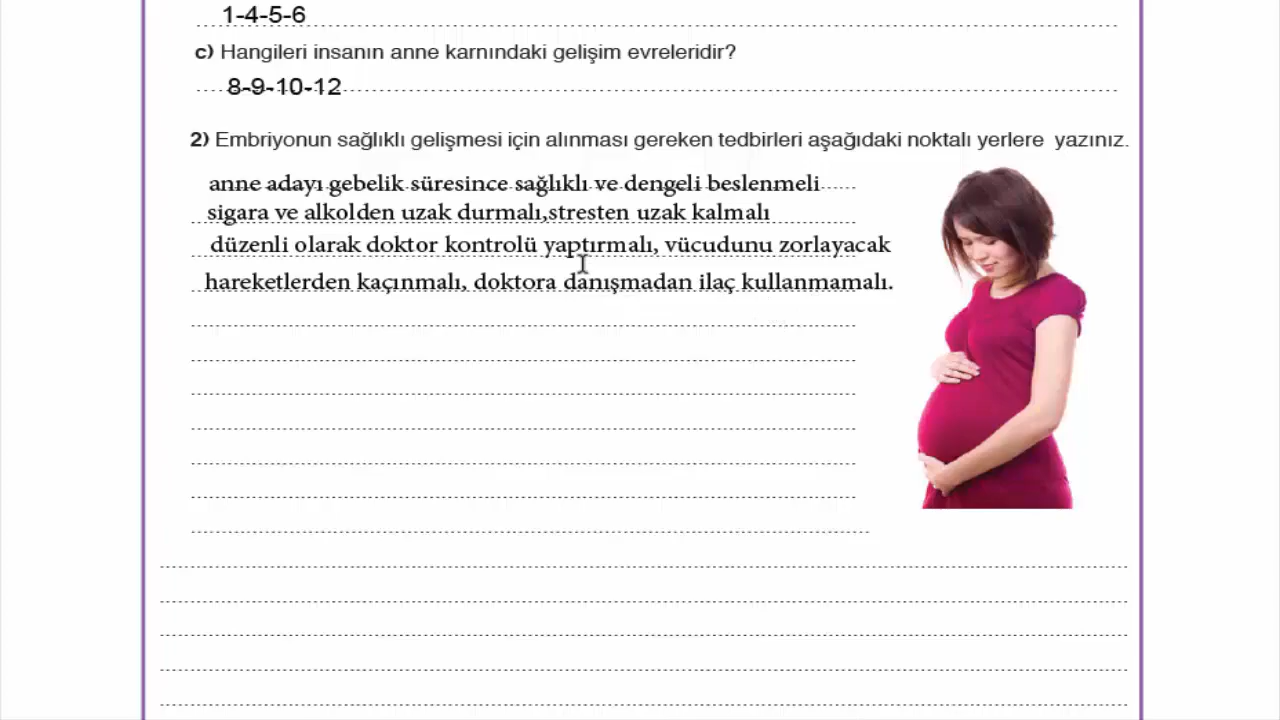 1-4-5-6
c) Hangileri insanın anne karnındaki gelişim evreleridir?
8-9-10-12
2) Embriyonun sağlıklı gelişmesi için alınması gereken tedbirleri aşağıdaki noktalı yerlere yazınız.
anne adayı gebelik süresince sağlıklı ve dengeli beslenmeli
sigara ve alkolden uzak durmalı,stresten uzak kalmalı
düzenli olarak doktor kontrolü yaptırmalı, vücudunu zorlayacak
hareketlerden kaçınmalı, doktora danışmadan ilaç kullanmamalı.